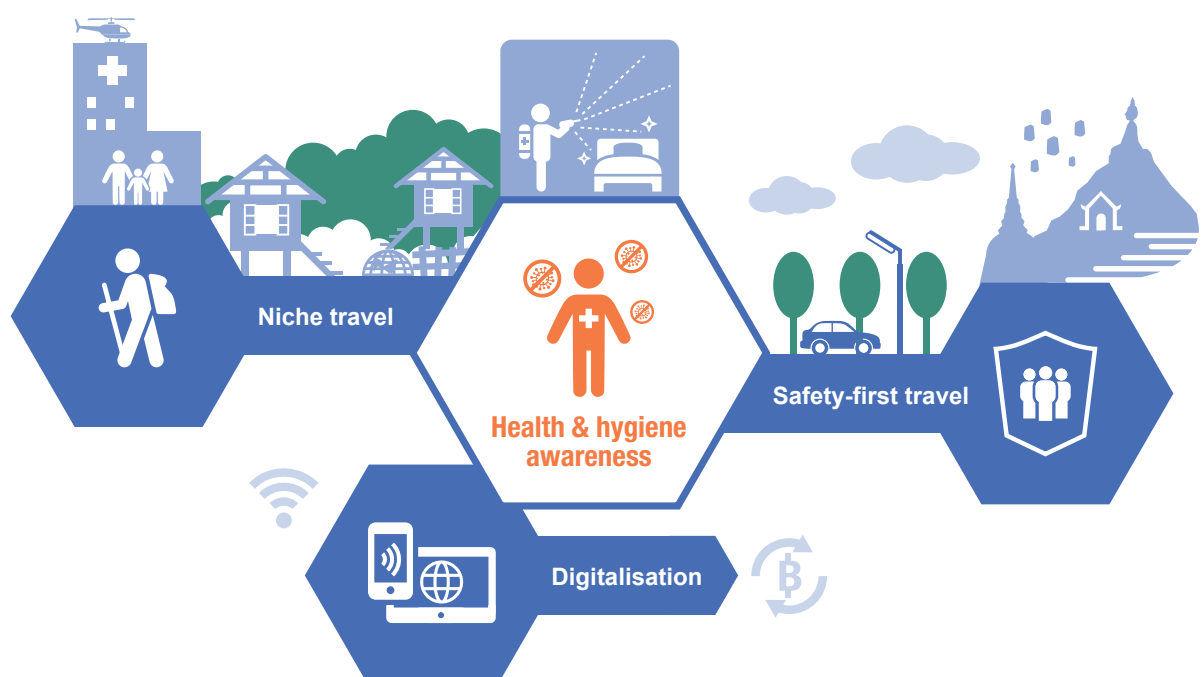 Niche travel
Health & hygiene
awareness
Safety-first travel
Digitalisation
฿